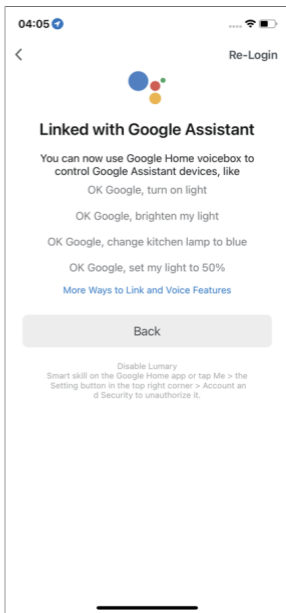 04:05
Re-Login
Linked with Google Assistant
You can now use Google Home voicebox to
control Google Assistant devices, like
OK Google, turn on light
OK Google, brighten my light
OK Google, change kitchen lamp to blue
OK Google, set my light to 50%
More Ways to Link and Voice Features
Back
Disable Lumary
Smart skill on the Google Home app or tap Me > the
Setting button in the top right corner > Account an
d Security to unauthorize it.